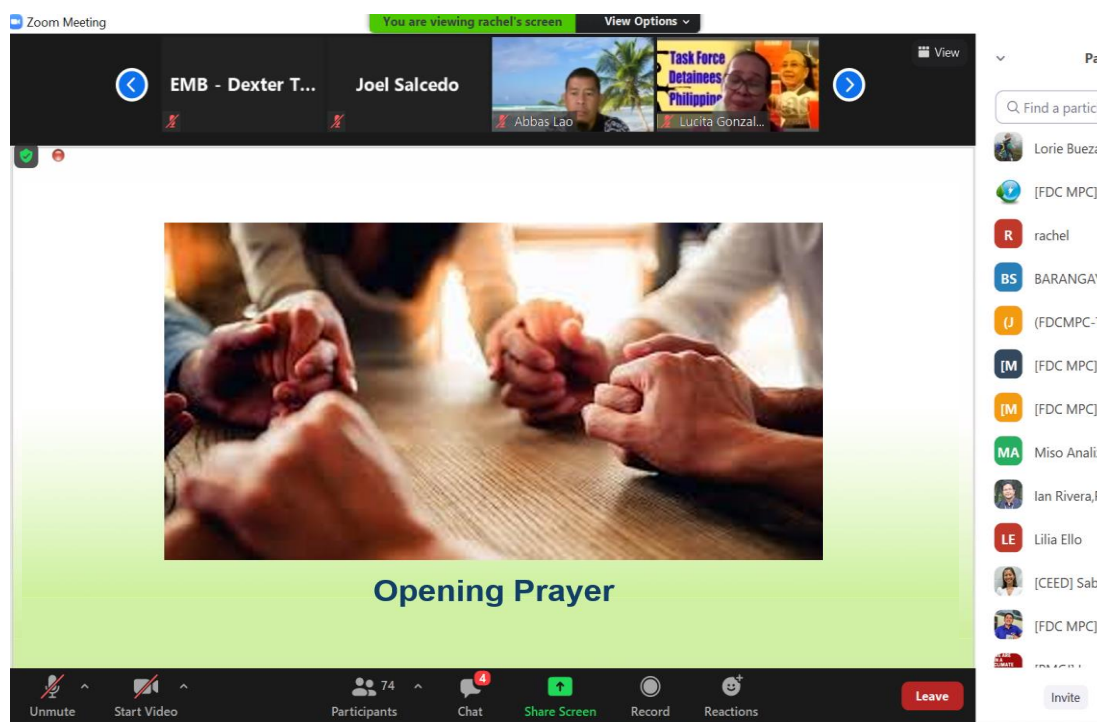 Zoom Meeting
You are viewing rachel's screen
View Options
View
EMB - Dexter T...
Joel Salcedo
Abbas Lao
Task Force
Detainees
Philippine
Lucita Gonzal...
Pa
Find a partic
Lorie Bueza
[FDC MPC]
R rachel
BS BARANGAY
(J (FDCMPC-
[M [FDC MPC]
[M [FDC MPC]
MA Miso Anali
Ian Rivera,
LE Lilia Ello
[CEED] Sab
[FDC MPC]
Opening Prayer
Unmute
Start Video
74
Participants
4
Chat
Share Screen
Record
Reactions
Leave
Invite